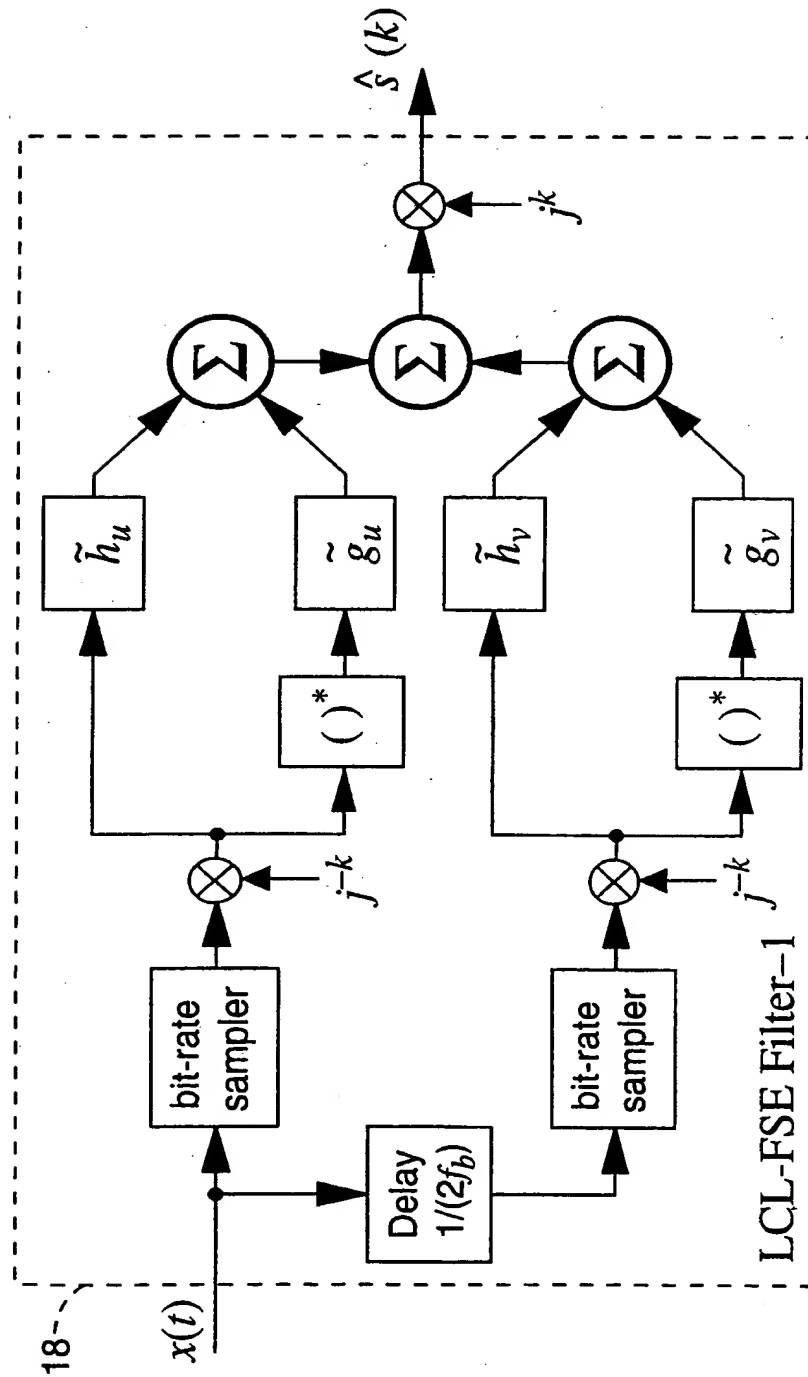 18
x(t)
bit-rate
sampler
j^{-k}
( )*
h̃_u
g̃_u
Σ
Delay
1/(2f_b)
bit-rate
sampler
j^{-k}
( )*
h̃_v
g̃_v
Σ
Σ
j^k
ŝ(k)
LCL-FSE Filter–1